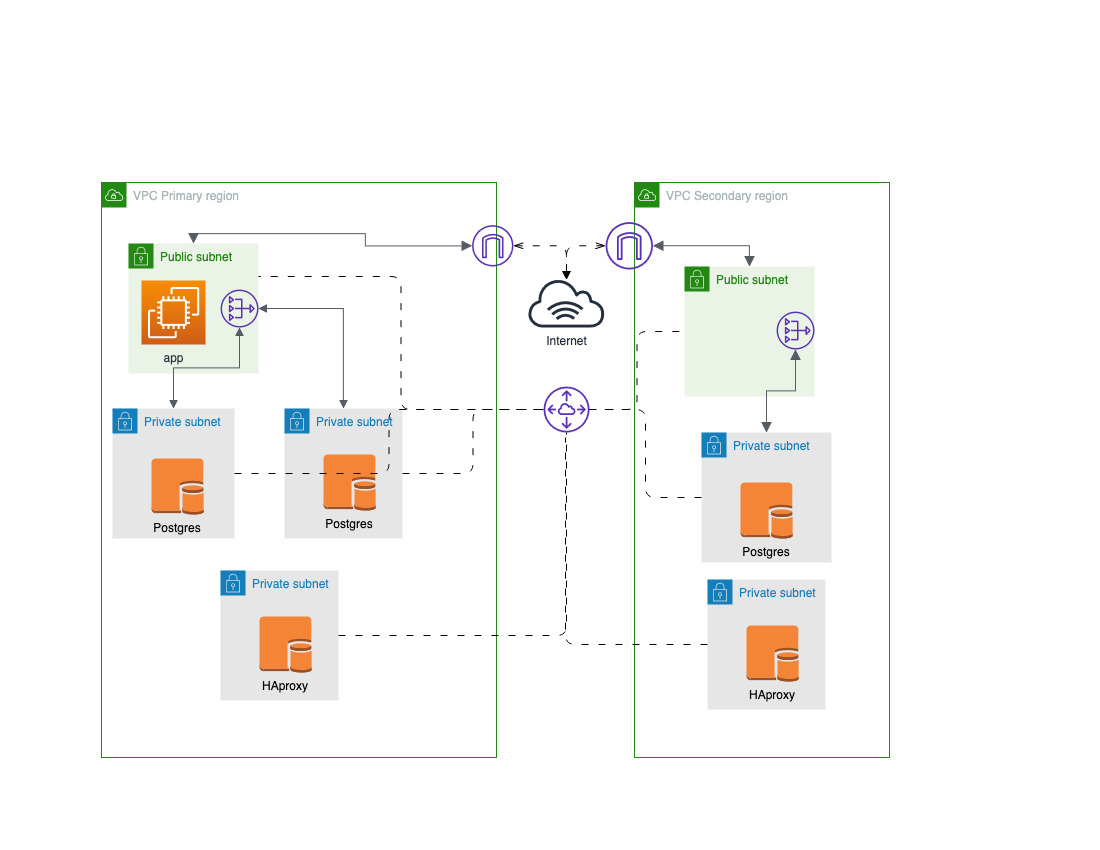 VPC Primary region
VPC Secondary region
Public subnet
app
Internet
Public subnet
Private subnet
Postgres
Private subnet
Postgres
Private subnet
Postgres
Private subnet
HAproxy
Private subnet
HAproxy